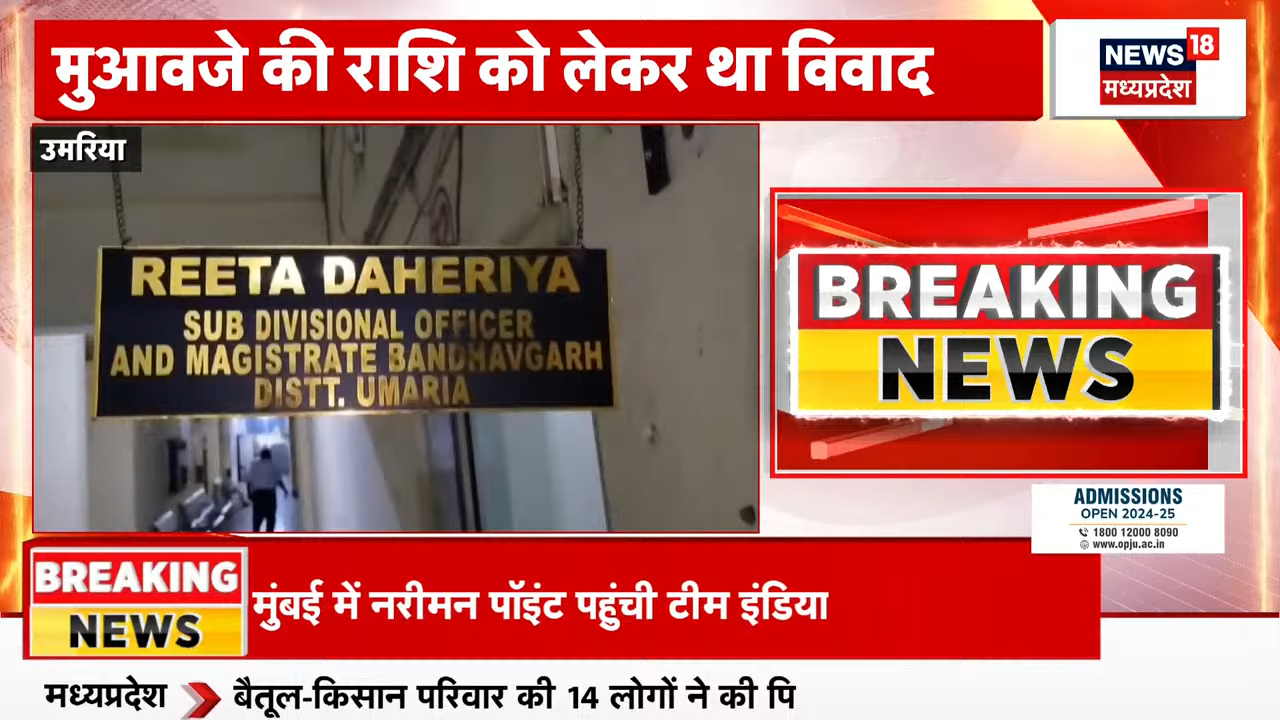 मुआवजे की राशि को लेकर था विवाद
NEWS 18
मध्यप्रदेश
उमरिया
REETA DAHERIYA
SUB DIVISIONAL OFFICER
AND MAGISTRATE BANDHAVGARH
DISTT. UMARIA
BREAKING
NEWS
ADMISSIONS
OPEN 2024-25
1800 12000 8090
www.opju.ac.in
BREAKING
NEWS
मुंबई में नरीमन पॉइंट पहुंची टीम इंडिया
मध्यप्रदेश
बैतूल-किसान परिवार की 14 लोगों ने की पि